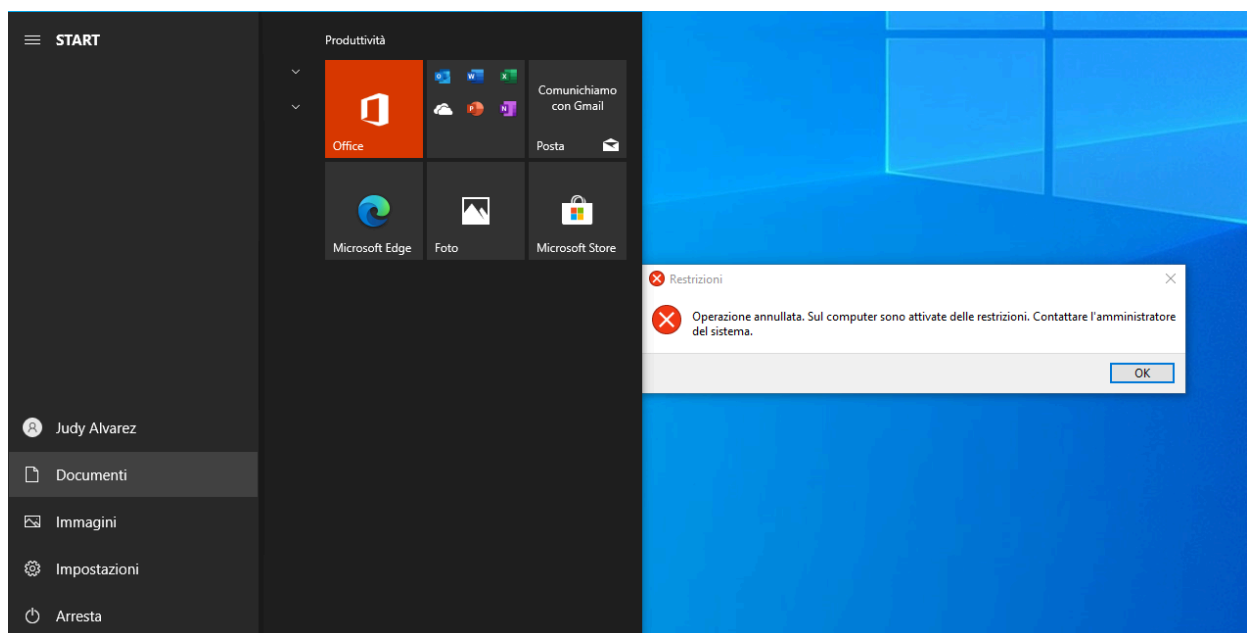 START
Produttività
Office
Comunichiamo
con Gmail
Posta
Microsoft Edge
Foto
Microsoft Store
Restrizioni
Operazione annullata. Sul computer sono attivate delle restrizioni. Contattare l'amministratore
del sistema.
OK
Judy Alvarez
Documenti
Immagini
Impostazioni
Arresta